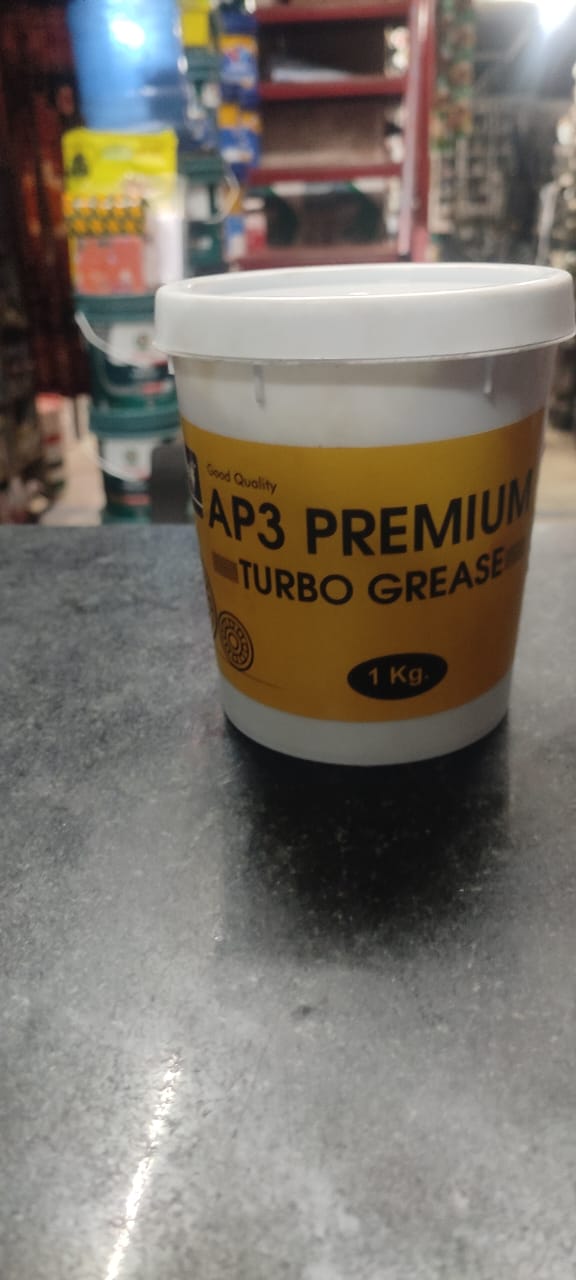 Good Quality
AP3 PREMIUM
TURBO GREASE
1 Kg.